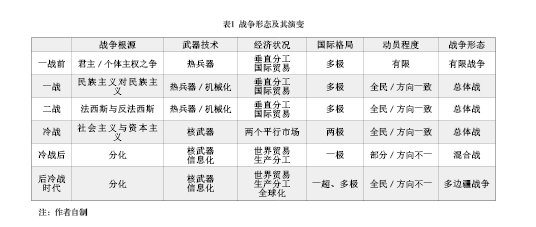 表1 战争形态及其演变
战争根源 武器技术 经济状况 国际格局 动员程度 战争形态
一战前 君主／个体主权之争 热兵器 垂直分工 国际贸易 多极 有限 有限战争
一战 民族主义对民族主义 热兵器／机械化 垂直分工 国际贸易 多极 全民／方向一致 总体战
二战 法西斯与反法西斯 热兵器／机械化 垂直分工 国际贸易 多极 全民／方向一致 总体战
冷战 社会主义与资本主义 核武器 两个平行市场 两极 全民／方向一致 总体战
冷战后 分化 核武器 信息化 世界贸易 生产分工 一极 部分／方向不一 混合战
后冷战时代 分化 核武器 信息化 世界贸易 生产分工 全球化 一超、多极 全民／方向不一 多边疆战争
注：作者自制